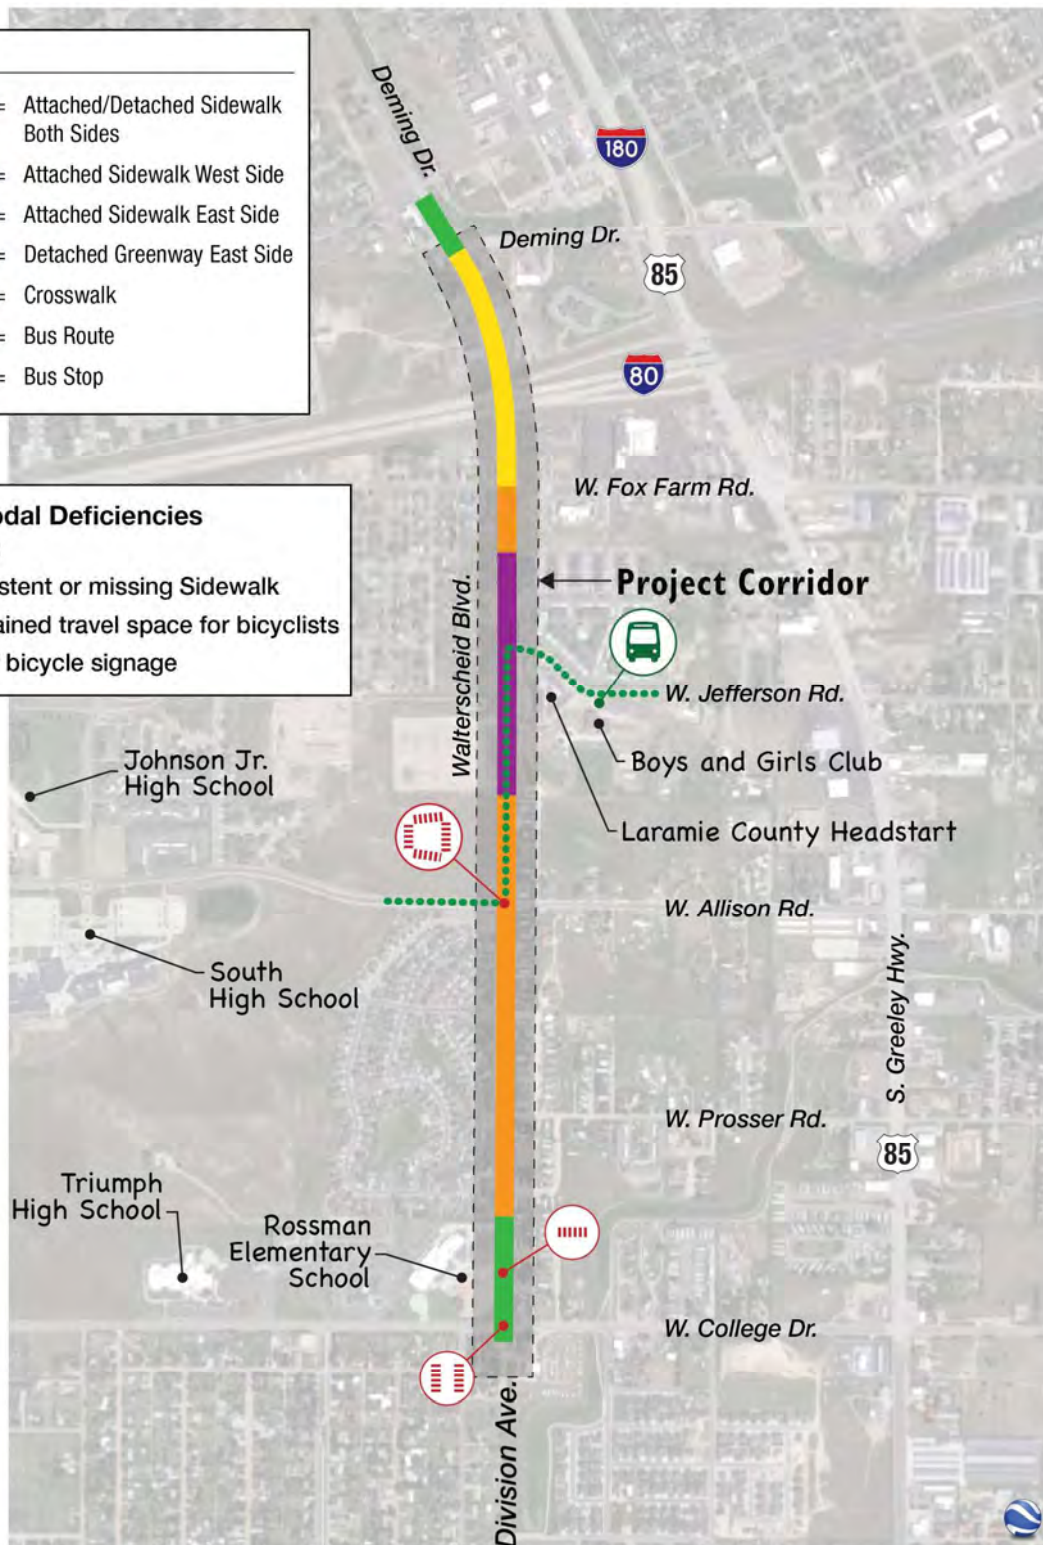 = Attached/Detached Sidewalk
Both Sides
= Attached Sidewalk West Side
= Attached Sidewalk East Side
= Detached Greenway East Side
= Crosswalk
= Bus Route
= Bus Stop
odal Deficiencies
stent or missing Sidewalk
ained travel space for bicyclists
bicycle signage
Deming Dr.
180
Deming Dr.
85
80
W. Fox Farm Rd.
Project Corridor
Walterscheid Blvd.
W. Jefferson Rd.
Boys and Girls Club
Laramie County Headstart
Johnson Jr.
High School
W. Allison Rd.
South
High School
S. Greeley Hwy.
W. Prosser Rd.
85
Triumph
High School
Rossman
Elementary
School
W. College Dr.
Division Ave.